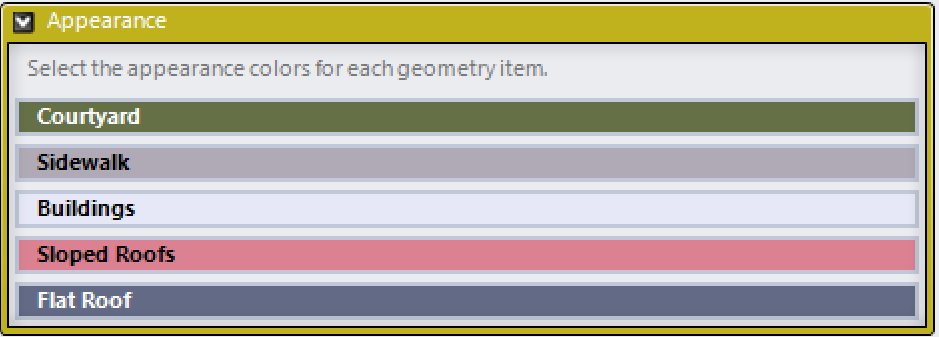 Appearance
Select the appearance colors for each geometry item.
Courtyard
Sidewalk
Buildings
Sloped Roofs
Flat Roof